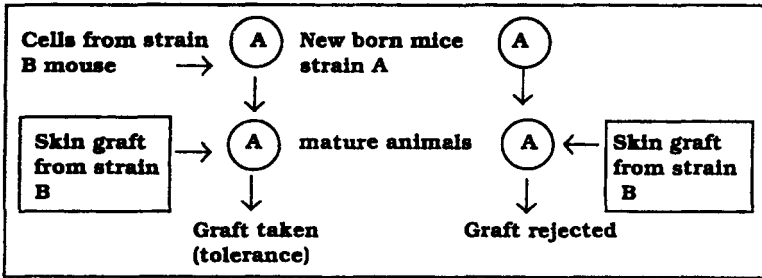 Cells from strain
B mouse
A
New born mice
strain A
A
Skin graft
from strain
B
A
mature animals
A
Skin graft
from strain
B
Graft taken
(tolerance)
Graft rejected